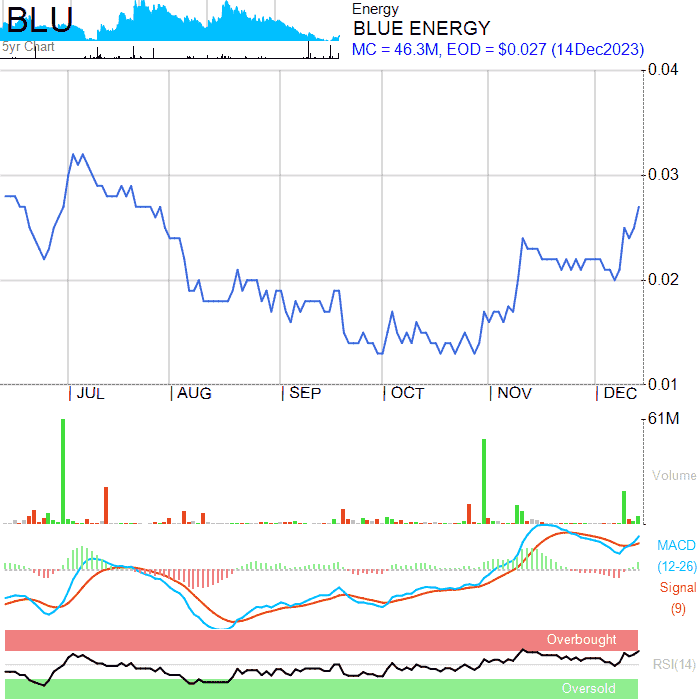 BLU
5yr Chart
Energy
BLUE ENERGY
MC = 46.3M, EOD = $0.027 (14Dec2023)
0.04
0.03
0.02
0.01
JUL AUG SEP OCT NOV DEC
61M
Volume
MACD
(12-26)
Signal
(9)
Overbought
RSI(14)
Oversold